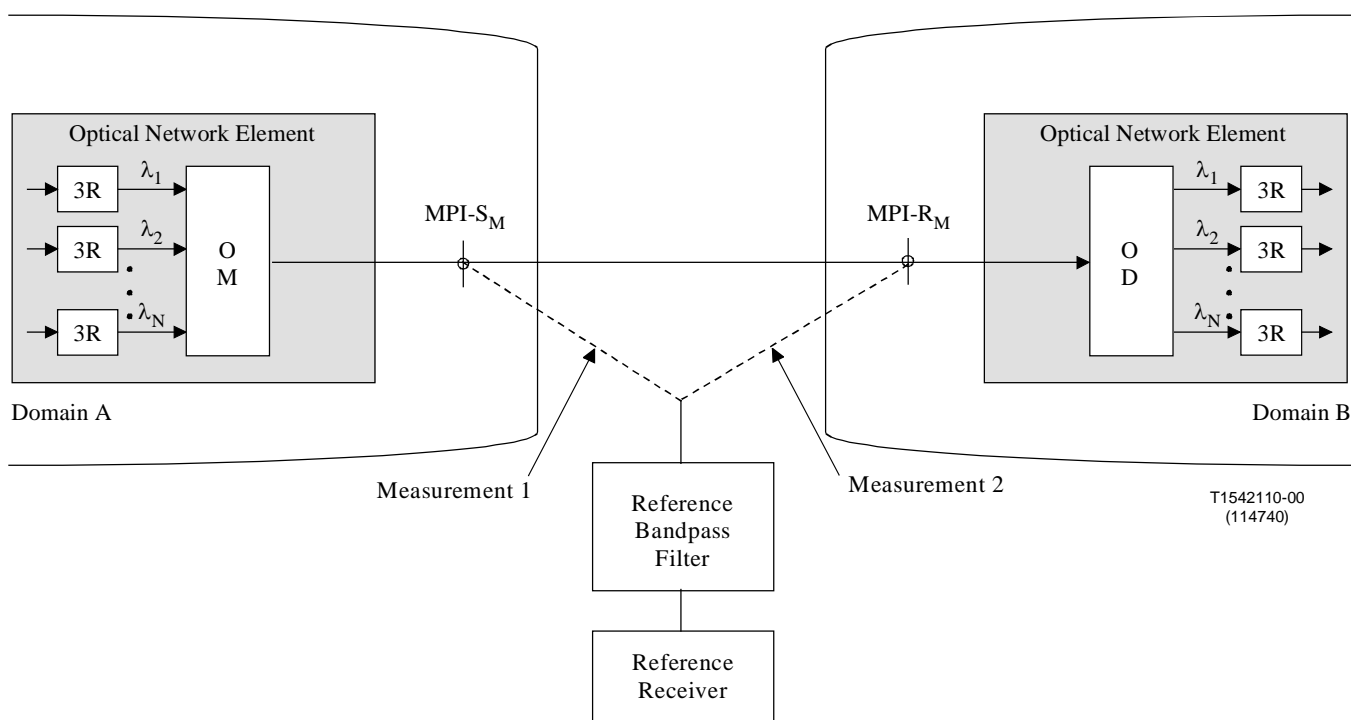 Optical Network Element
3R
λ1
3R
λ2
3R
λN
O
M
Domain A
MPI-SM
MPI-RM
Optical Network Element
O
D
λ1
3R
λ2
3R
λN
3R
Domain B
Measurement 1
Measurement 2
Reference
Bandpass
Filter
Reference
Receiver
T1542110-00
(114740)